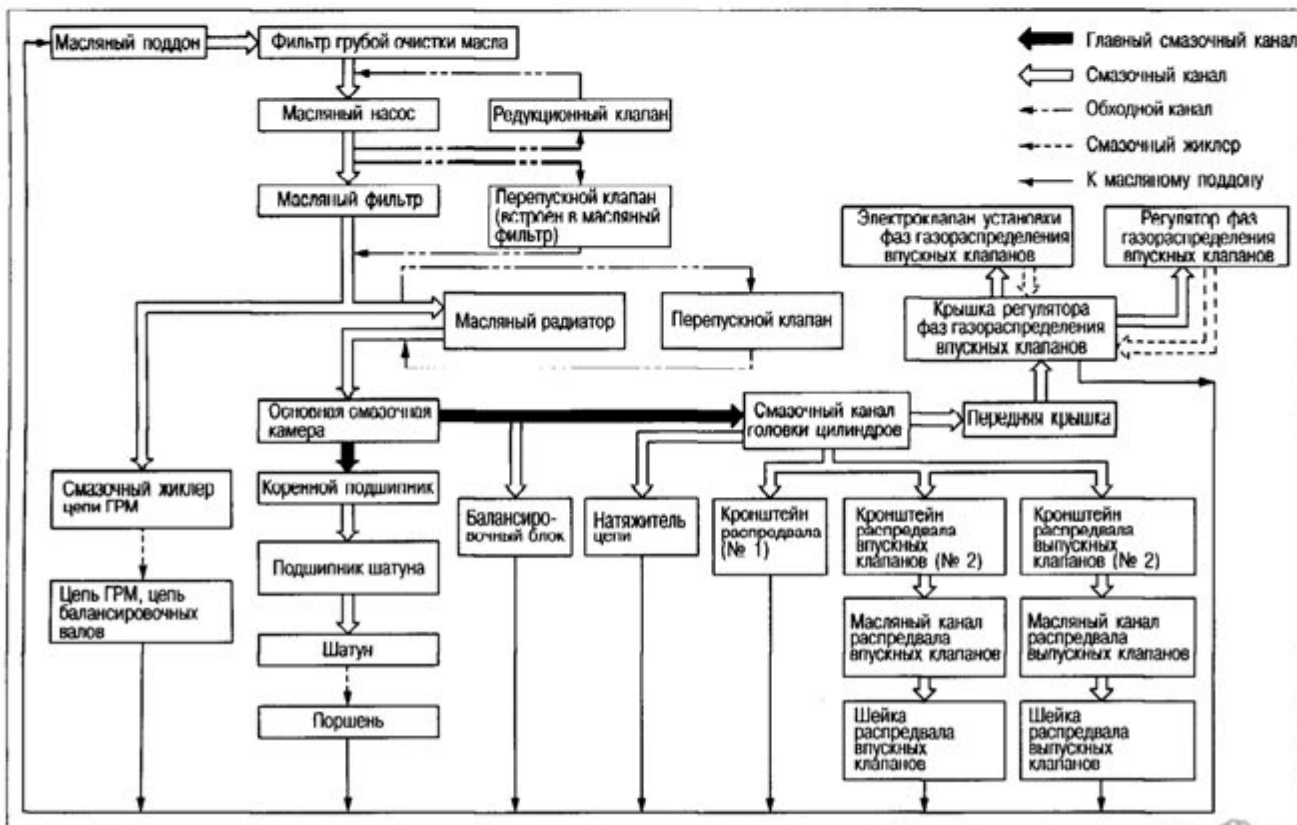 Масляный поддон
Фильтр грубой очистки масла
Главный смазочный канал
Смазочный канал
Обходной канал
Смазочный жиклер
К масляному поддону
Масляный насос
Редукционный клапан
Масляный фильтр
Перепускной клапан
(встроен в масляный
фильтр)
Электроклапан установки
фаз газораспределения
впускных клапанов
Регулятор фаз
газораспределения
впускных клапанов
Масляный радиатор
Перепускной клапан
Крышка регулятора
фаз газораспределения
впускных клапанов
Основная смазочная
камера
Смазочный канал
головки цилиндров
Передняя крышка
Смазочный жиклер
цепи ГРМ
Коренной подшипник
Балансиро-
вочный блок
Натяжитель
цепи
Кронштейн
распредвала
(№ 1)
Кронштейн
распредвала
впускных
клапанов (№ 2)
Кронштейн
распредвала
выпускных
клапанов (№ 2)
Подшипник шатуна
Цепь ГРМ, цепь
балансировочных
валов
Масляный канал
распредвала
впускных клапанов
Масляный канал
распредвала
выпускных клапанов
Шатун
Поршень
Шейка
распредвала
впускных
клапанов
Шейка
распредвала
выпускных
клапанов